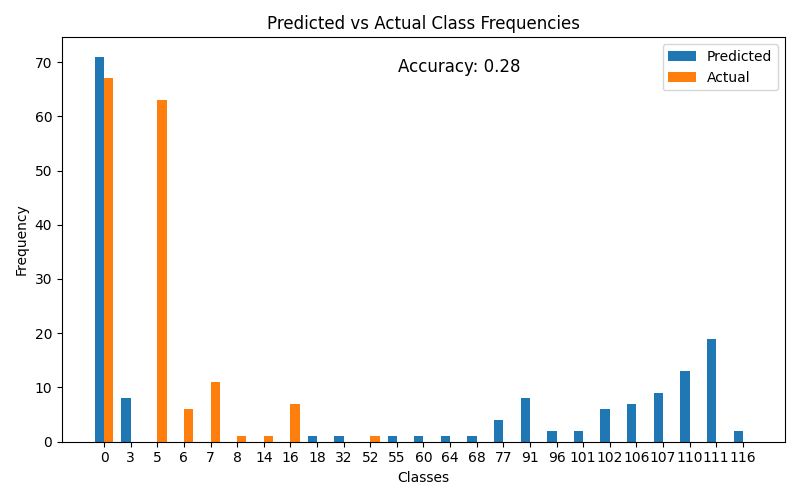 Predicted vs Actual Class Frequencies
Accuracy: 0.28
Predicted
Actual
Frequency
70
60
50
40
30
20
10
0
0 3 5 6 7 8 14 16 18 32 52 55 60 64 68 77 91 96 101 102 106 107 110 111 116
Classes